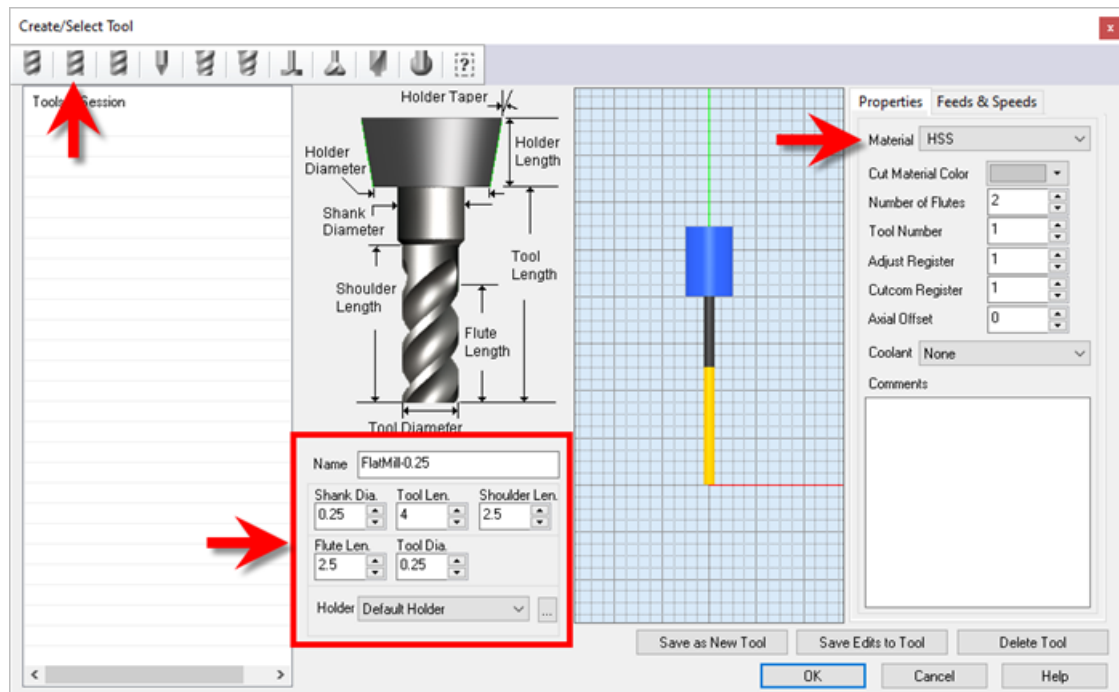 Create/Select Tool
x
?
Tools Session
Holder Taper
Holder
Diameter
Holder
Length
Shank
Diameter
Tool
Length
Shoulder
Length
Flute
Length
Tool Diameter
Name FlatMill-0.25
Shank Dia. Tool Len. Shoulder Len.
0.25 4 2.5
Flute Len. Tool Dia.
2.5 0.25
Holder Default Holder ...
Properties Feeds & Speeds
Material HSS
Cut Material Color
Number of Flutes 2
Tool Number 1
Adjust Register 1
Cutcom Register 1
Axial Offset 0
Coolant None
Comments
Save as New Tool Save Edits to Tool Delete Tool
OK Cancel Help